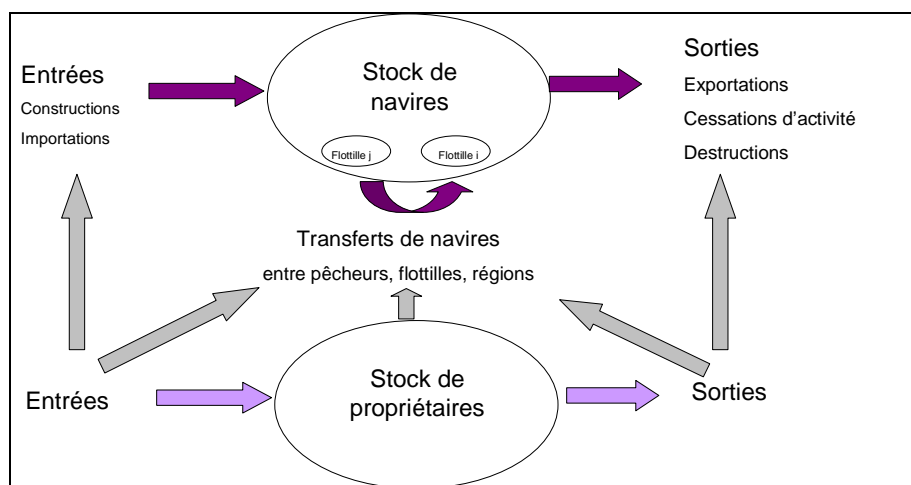 Entrées
Constructions
Importations
Stock de
navires
Flottille j
Flottille i
Sorties
Exportations
Cessations d'activité
Destructions
Transferts de navires
entre pêcheurs, flottilles, régions
Entrées
Stock de
propriétaires
Sorties